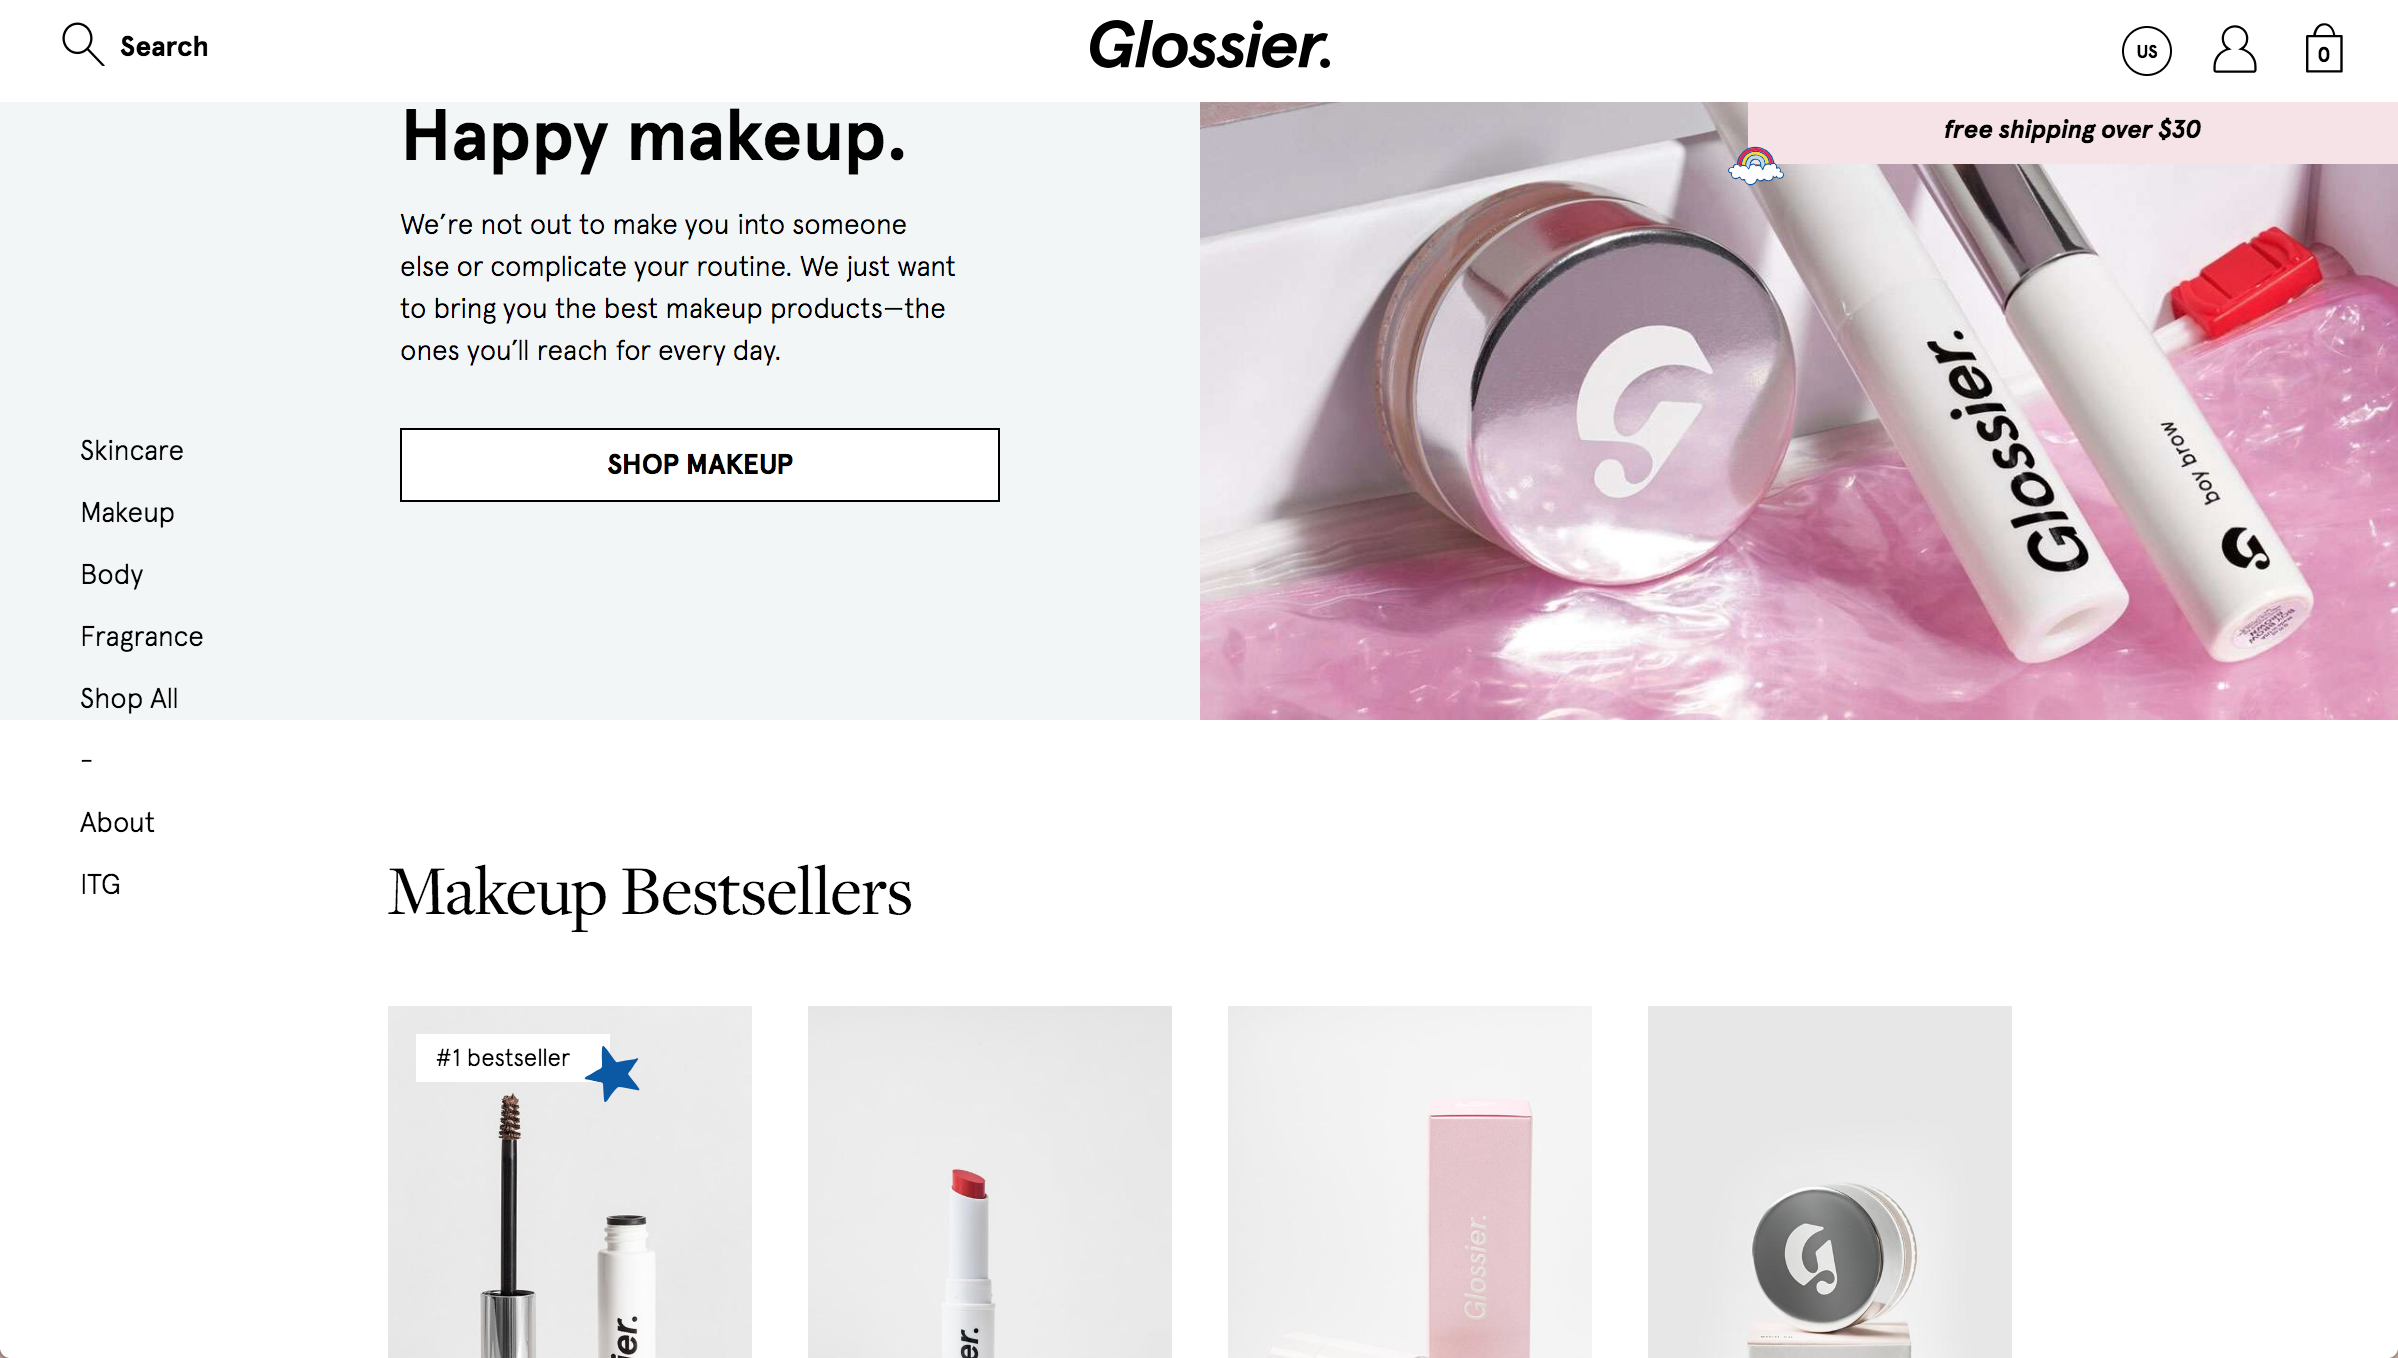 Search
Glossier.
US
0
free shipping over $30
Happy makeup.
We’re not out to make you into someone
else or complicate your routine. We just want
to bring you the best makeup products—the
ones you’ll reach for every day.
SHOP MAKEUP
Glossier.
boy brow
G
G
Skincare
Makeup
Body
Fragrance
Shop All
-
About
ITG
Makeup Bestsellers
#1 bestseller
ier.
er.
Glossier.
G